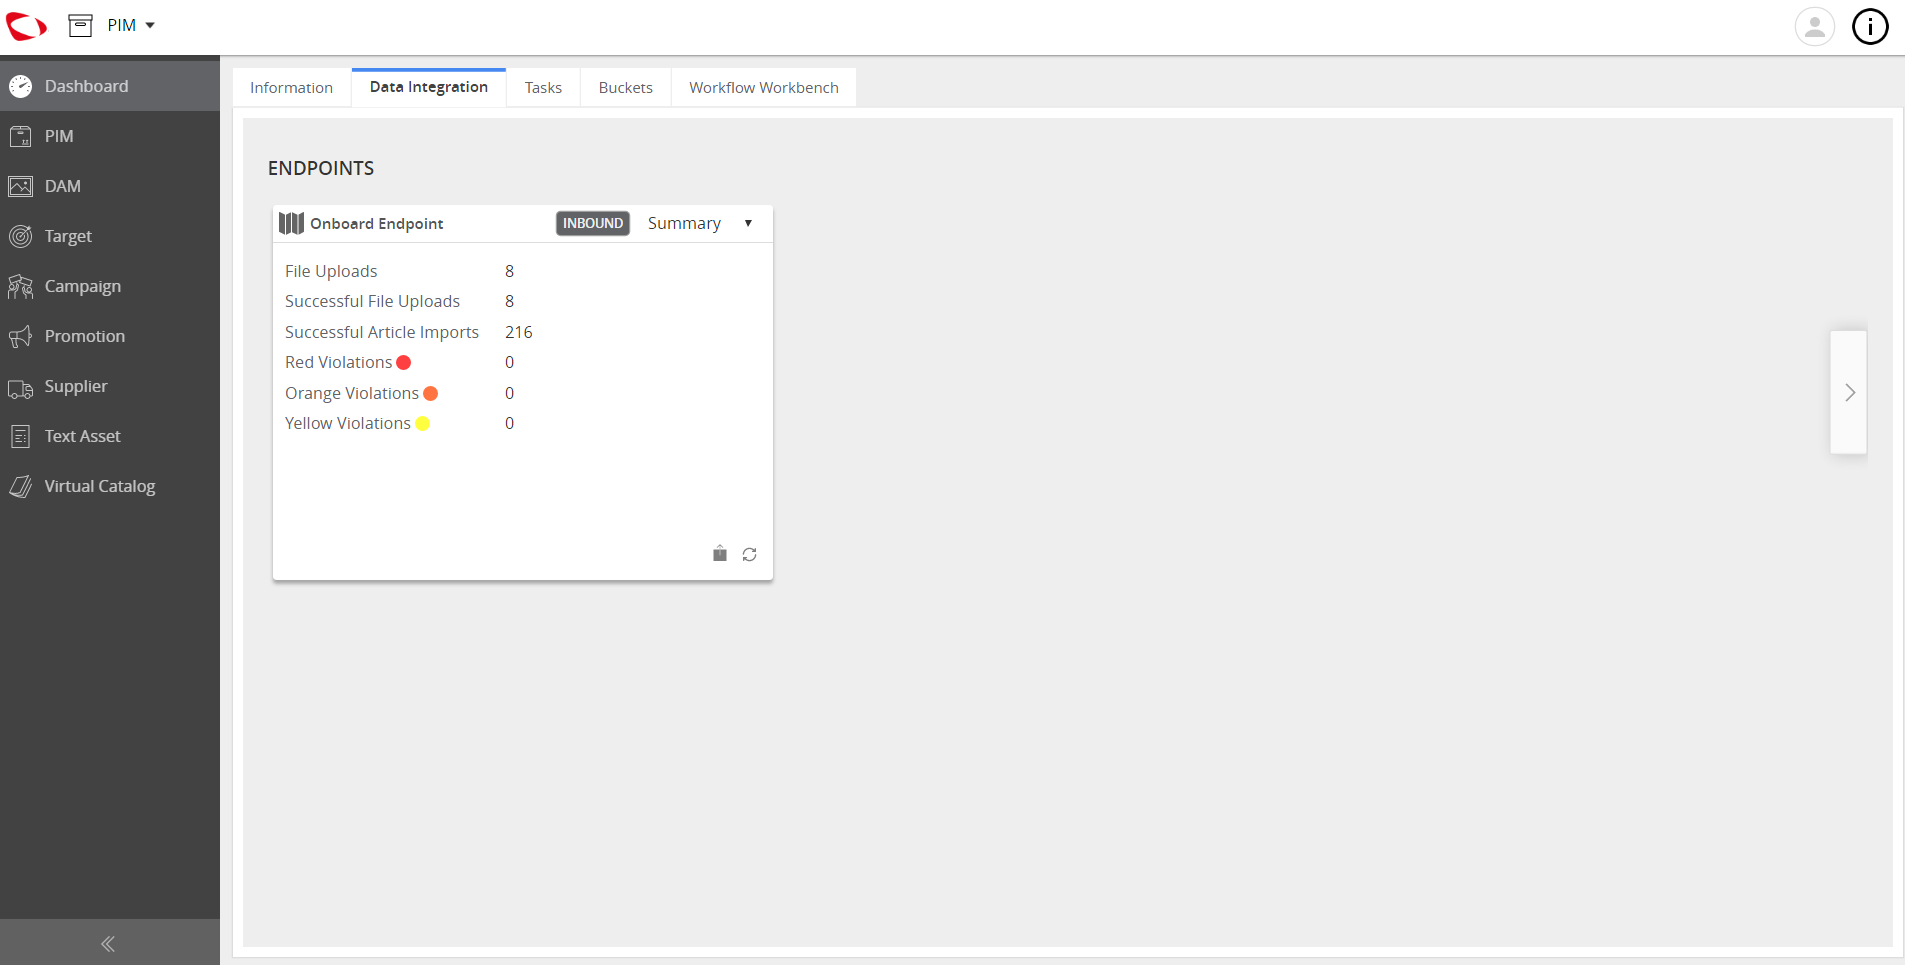 PIM
Dashboard
PIM
DAM
Target
Campaign
Promotion
Supplier
Text Asset
Virtual Catalog
Information Data Integration Tasks Buckets Workflow Workbench
ENDPOINTS
Onboard Endpoint INBOUND Summary
File Uploads 8
Successful File Uploads 8
Successful Article Imports 216
Red Violations 0
Orange Violations 0
Yellow Violations 0